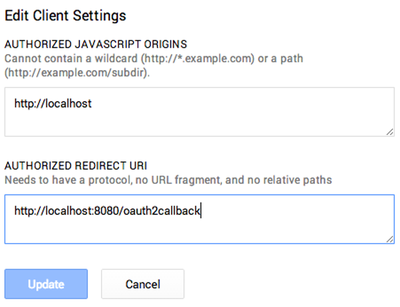 Edit Client Settings
AUTHORIZED JAVASCRIPT ORIGINS
Cannot contain a wildcard (http://*.example.com) or a path
(http://example.com/subdir).
http://localhost
AUTHORIZED REDIRECT URI
Needs to have a protocol, no URL fragment, and no relative paths
http://localhost:8080/oauth2callback
Update Cancel